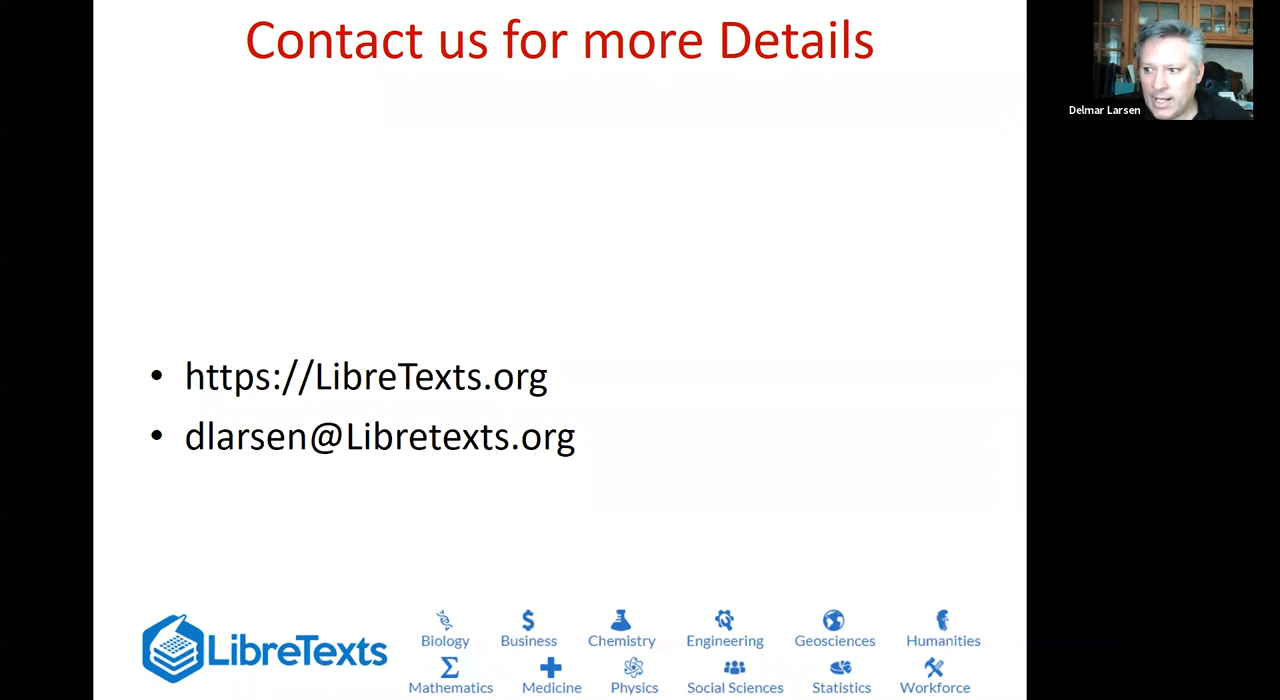 Contact us for more Details
Delmar Larsen
• https://LibreTexts.org
• dlarsen@Libretexts.org
LibreTexts
Biology Business Chemistry Engineering Geosciences Humanities
Mathematics Medicine Physics Social Sciences Statistics Workforce